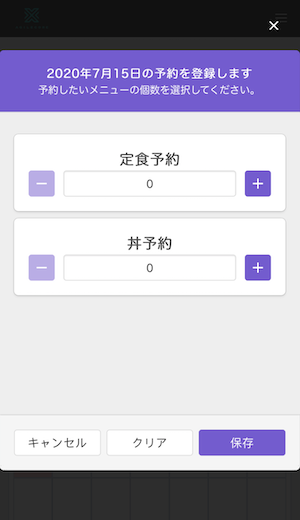 2020年7月15日の予約を登録します
予約したいメニューの個数を選択してください。
定食予約
0
丼予約
0
キャンセル
クリア
保存